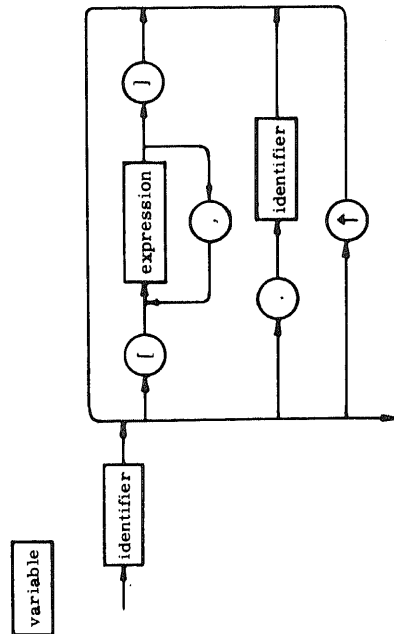 variable
identifier
[
expression
,
]
.
identifier
↑